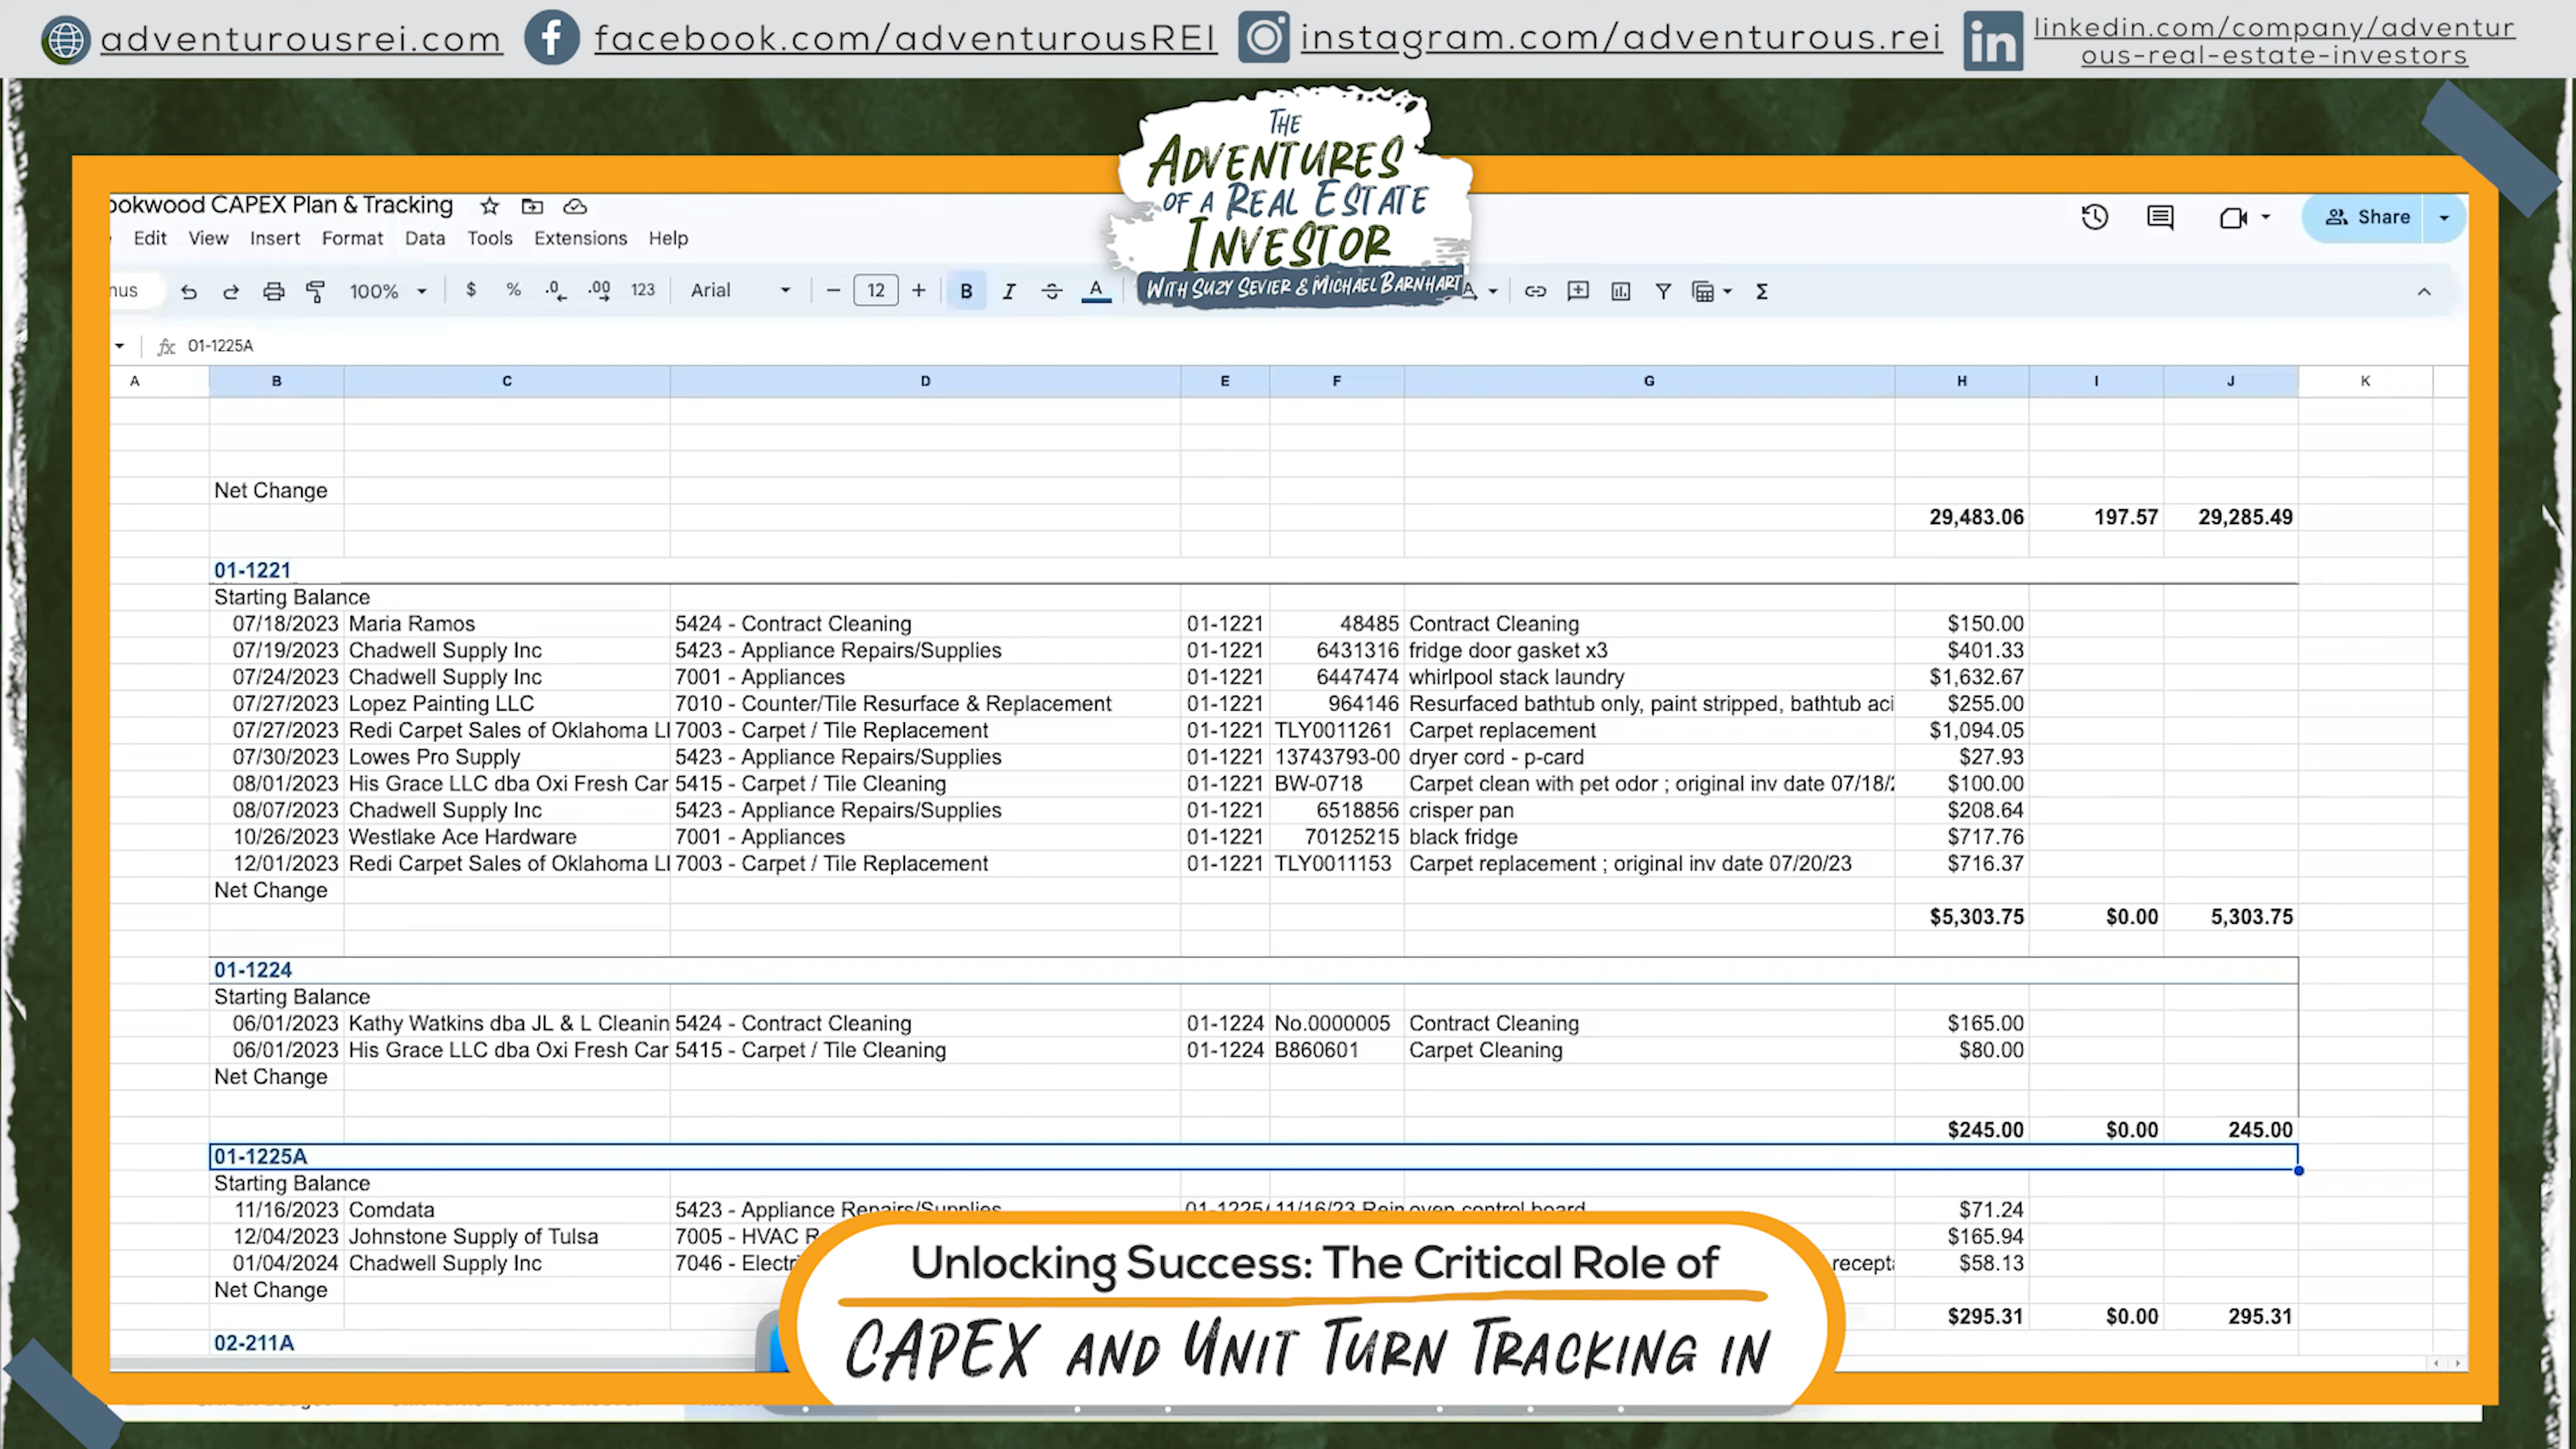 adventurousrei.com facebook.com/adventurousREI instagram.com/adventurous.rei linkedin.com/company/adventur
ous-real-estate-investors
THE
ADVENTURES
OF A REAL ESTATE
INVESTOR
WITH SUZY SEVIER & MICHAEL BARNHART
ookwood CAPEX Plan & Tracking
Share
Edit View Insert Format Data Tools Extensions Help
nus 100% $ % .0 .00 123 Arial − 12 + B I A A Σ
fx 01-1225A
A B C D E F G H I J K
Net Change
29,483.06 197.57 29,285.49
01-1221
Starting Balance
07/18/2023 Maria Ramos 5424 - Contract Cleaning 01-1221 48485 Contract Cleaning $150.00
07/19/2023 Chadwell Supply Inc 5423 - Appliance Repairs/Supplies 01-1221 6431316 fridge door gasket x3 $401.33
07/24/2023 Chadwell Supply Inc 7001 - Appliances 01-1221 6447474 whirlpool stack laundry $1,632.67
07/27/2023 Lopez Painting LLC 7010 - Counter/Tile Resurface & Replacement 01-1221 964146 Resurfaced bathtub only, paint stripped, bathtub aci $255.00
07/27/2023 Redi Carpet Sales of Oklahoma Ll 7003 - Carpet / Tile Replacement 01-1221 TLY0011261 Carpet replacement $1,094.05
07/30/2023 Lowes Pro Supply 5423 - Appliance Repairs/Supplies 01-1221 13743793-00 dryer cord - p-card $27.93
08/01/2023 His Grace LLC dba Oxi Fresh Car 5415 - Carpet / Tile Cleaning 01-1221 BW-0718 Carpet clean with pet odor ; original inv date 07/18/2 $100.00
08/07/2023 Chadwell Supply Inc 5423 - Appliance Repairs/Supplies 01-1221 6518856 crisper pan $208.64
10/26/2023 Westlake Ace Hardware 7001 - Appliances 01-1221 70125215 black fridge $717.76
12/01/2023 Redi Carpet Sales of Oklahoma Ll 7003 - Carpet / Tile Replacement 01-1221 TLY0011153 Carpet replacement ; original inv date 07/20/23 $716.37
Net Change
$5,303.75 $0.00 5,303.75
01-1224
Starting Balance
06/01/2023 Kathy Watkins dba JL & L Cleanin 5424 - Contract Cleaning 01-1224 No.0000005 Contract Cleaning $165.00
06/01/2023 His Grace LLC dba Oxi Fresh Car 5415 - Carpet / Tile Cleaning 01-1224 B860601 Carpet Cleaning $80.00
Net Change
$245.00 $0.00 245.00
01-1225A
Starting Balance
11/16/2023 Comdata 5423 - Appliance Repairs/Supplies 01-1225A 11/16/23 Rein oven control board $71.24
12/04/2023 Johnstone Supply of Tulsa 7005 - HVAC R $165.94
01/04/2024 Chadwell Supply Inc 7046 - Electri recepta $58.13
Net Change
$295.31 $0.00 295.31
02-211A
Unlocking Success: The Critical Role of
CAPEX AND UNIT TURN TRACKING IN